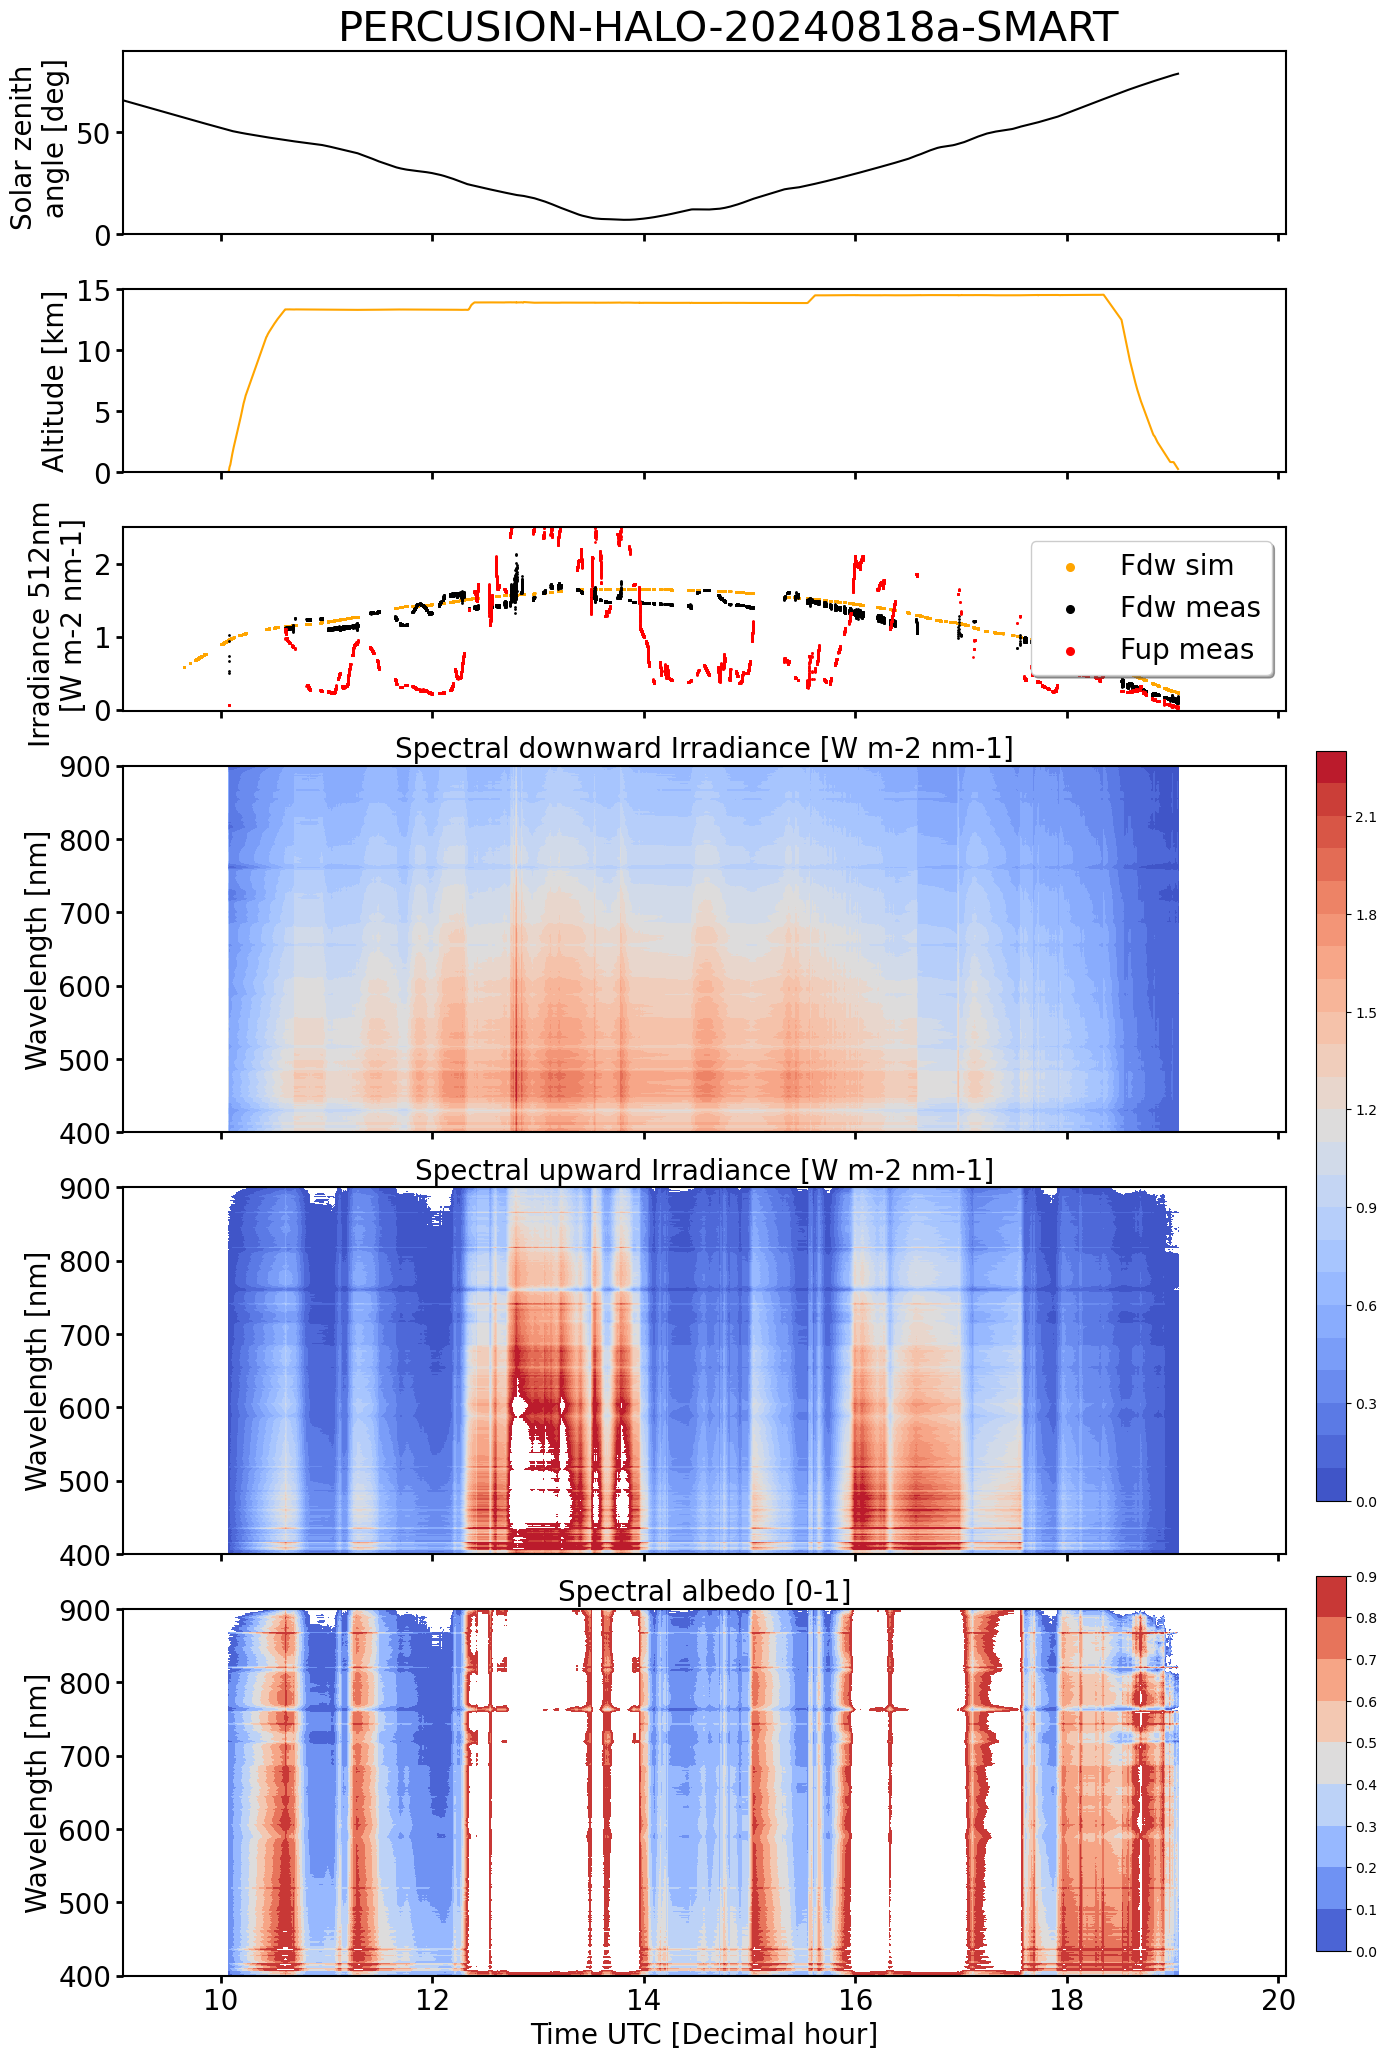 PERCUSION-HALO-20240818a-SMART
Solar zenith
angle [deg]
50
0
Altitude [km]
15
10
5
0
Irradiance 512nm
[W m-2 nm-1]
2
1
0
Fdw sim
Fdw meas
Fup meas
Spectral downward Irradiance [W m-2 nm-1]
Wavelength [nm]
900
800
700
600
500
400
2.1
1.8
1.5
1.2
0.9
0.6
0.3
0.0
Spectral upward Irradiance [W m-2 nm-1]
Wavelength [nm]
900
800
700
600
500
400
Spectral albedo [0-1]
Wavelength [nm]
900
800
700
600
500
400
0.9
0.8
0.7
0.6
0.5
0.4
0.3
0.2
0.1
0.0
10 12 14 16 18 20
Time UTC [Decimal hour]